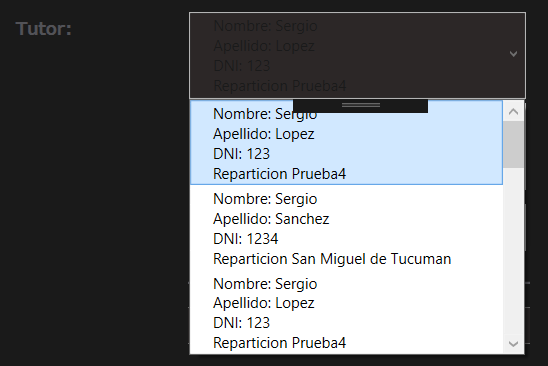 Tutor:
Nombre: Sergio
Apellido: Lopez
DNI: 123
Reparticion Prueba4
Nombre: Sergio
Apellido: Lopez
DNI: 123
Reparticion Prueba4
Nombre: Sergio
Apellido: Sanchez
DNI: 1234
Reparticion San Miguel de Tucuman
Nombre: Sergio
Apellido: Lopez
DNI: 123
Reparticion Prueba4